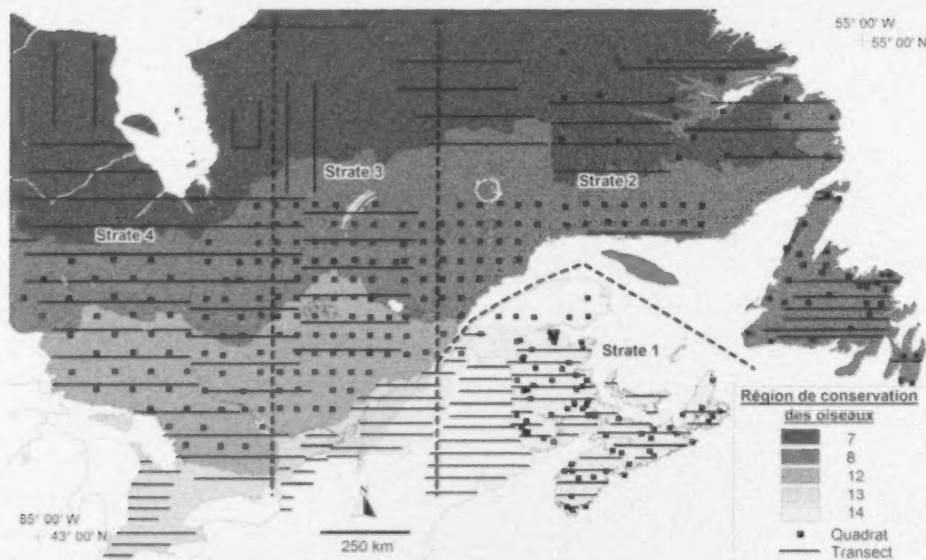 55° 00' W
55° 00' N
Strate 3
Strate 2
Strate 4
Strate 1
Région de conservation
des oiseaux
7
8
12
13
14
Quadrat
Transect
85° 00' W
43° 00' N
N
250 km